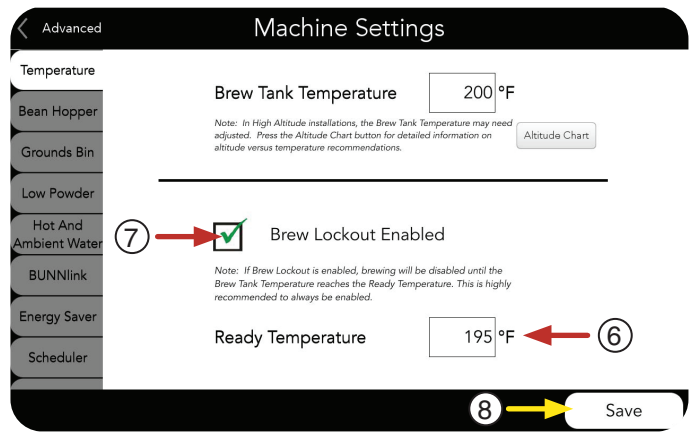 Advanced
Machine Settings
Temperature
Bean Hopper
Grounds Bin
Low Powder
Hot And
Ambient Water
BUNNlink
Energy Saver
Scheduler
Brew Tank Temperature 200 °F
Note: In High Altitude installations, the Brew Tank Temperature may need
adjusted. Press the Altitude Chart button for detailed information on
altitude versus temperature recommendations.
Altitude Chart
7
Brew Lockout Enabled
Note: If Brew Lockout is enabled, brewing will be disabled until the
Brew Tank Temperature reaches the Ready Temperature. This is highly
recommended to always be enabled.
Ready Temperature 195 °F
6
8
Save